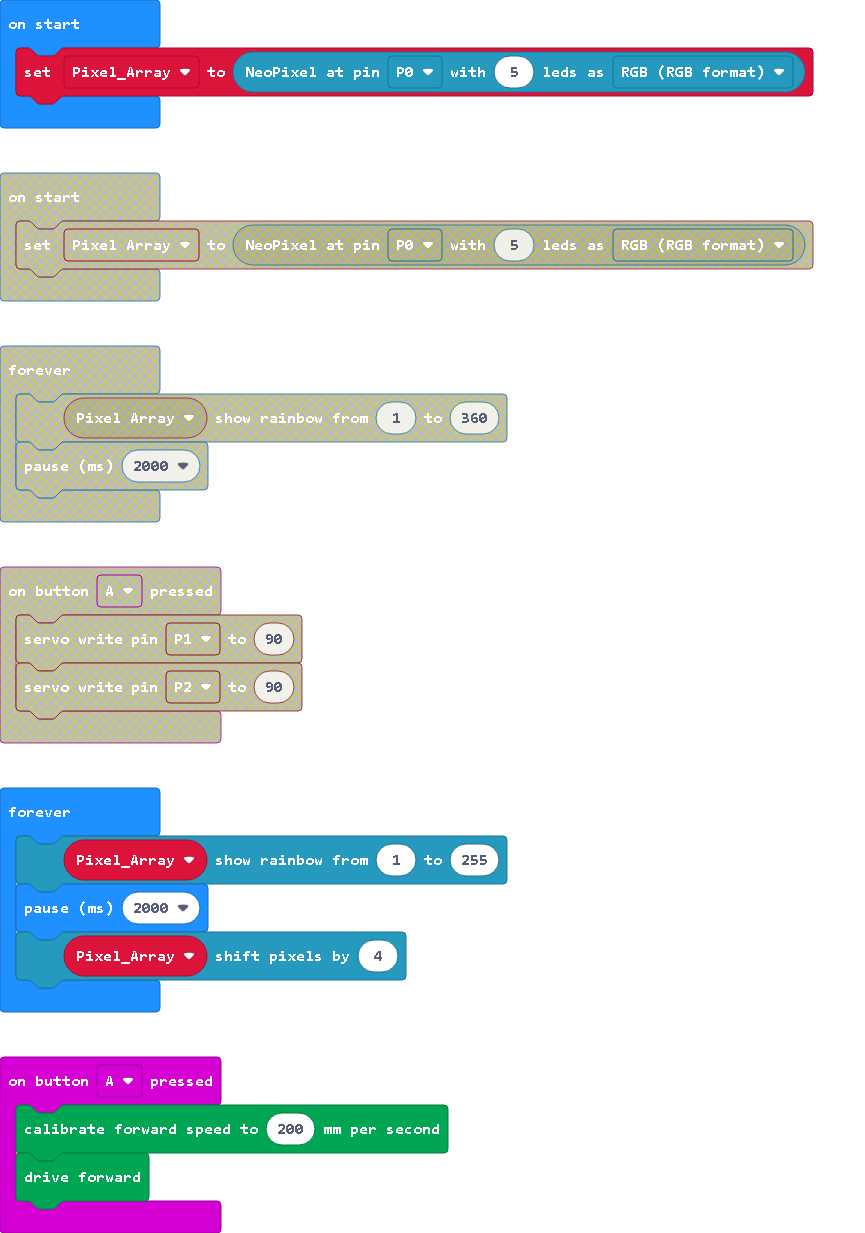 on start
set Pixel_Array to NeoPixel at pin P0 with 5 leds as RGB (RGB format)
on start
set Pixel Array to NeoPixel at pin P0 with 5 leds as RGB (RGB format)
forever
Pixel Array show rainbow from 1 to 360
pause (ms) 2000
on button A pressed
servo write pin P1 to 90
servo write pin P2 to 90
forever
Pixel_Array show rainbow from 1 to 255
pause (ms) 2000
Pixel_Array shift pixels by 4
on button A pressed
calibrate forward speed to 200 mm per second
drive forward